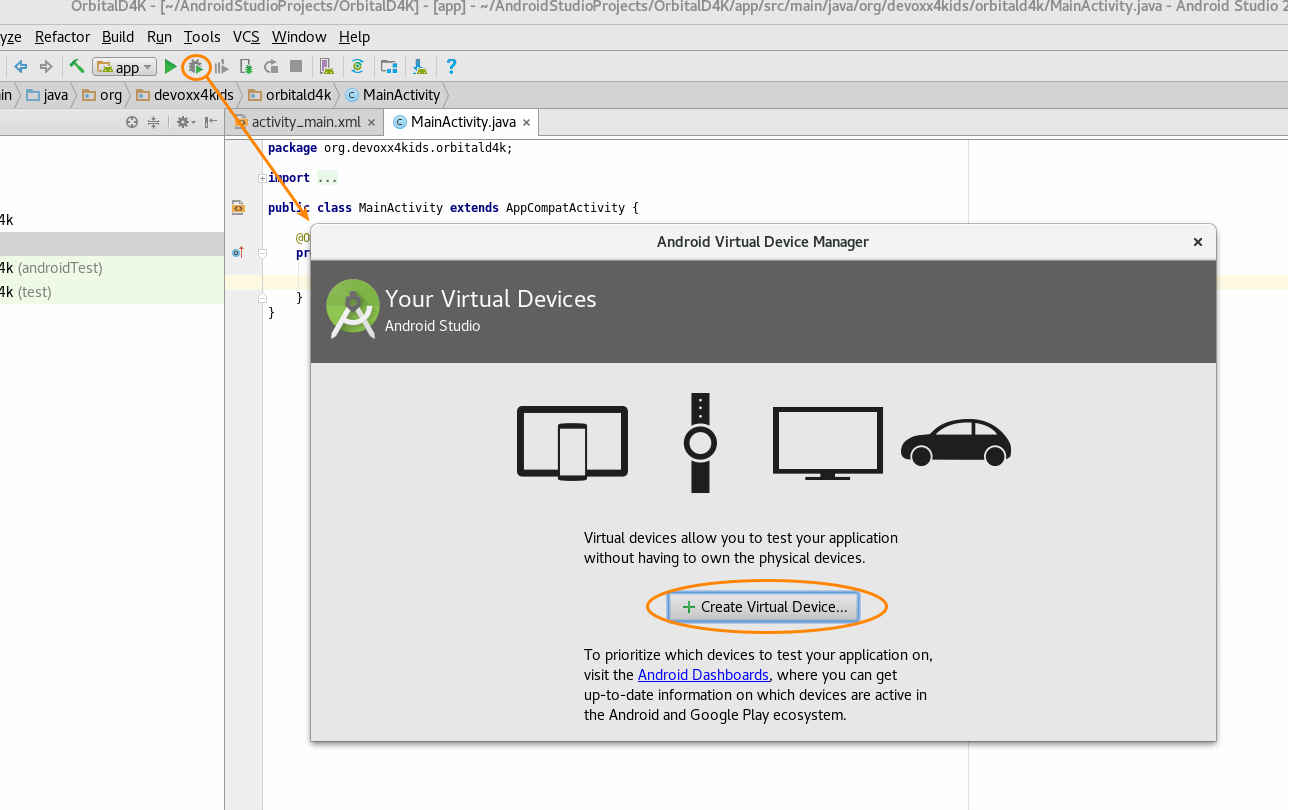 OrbitalD4K - [~/AndroidStudioProjects/OrbitalD4K] - [app] - ~/AndroidStudioProjects/OrbitalD4K/app/src/main/java/org/devoxx4kids/orbitald4k/MainActivity.java - Android Studio 2
yze Refactor Build Run Tools VCS Window Help
app ?
in java org devoxx4kids orbitald4k MainActivity
activity_main.xml × MainActivity.java ×
package org.devoxx4kids.orbitald4k;
import ...
public class MainActivity extends AppCompatActivity {
4k
@O
pr
4k (androidTest)
4k (test)
}
}
Android Virtual Device Manager ×
Your Virtual Devices
Android Studio
Virtual devices allow you to test your application
without having to own the physical devices.
+ Create Virtual Device...
To prioritize which devices to test your application on,
visit the Android Dashboards, where you can get
up-to-date information on which devices are active in
the Android and Google Play ecosystem.